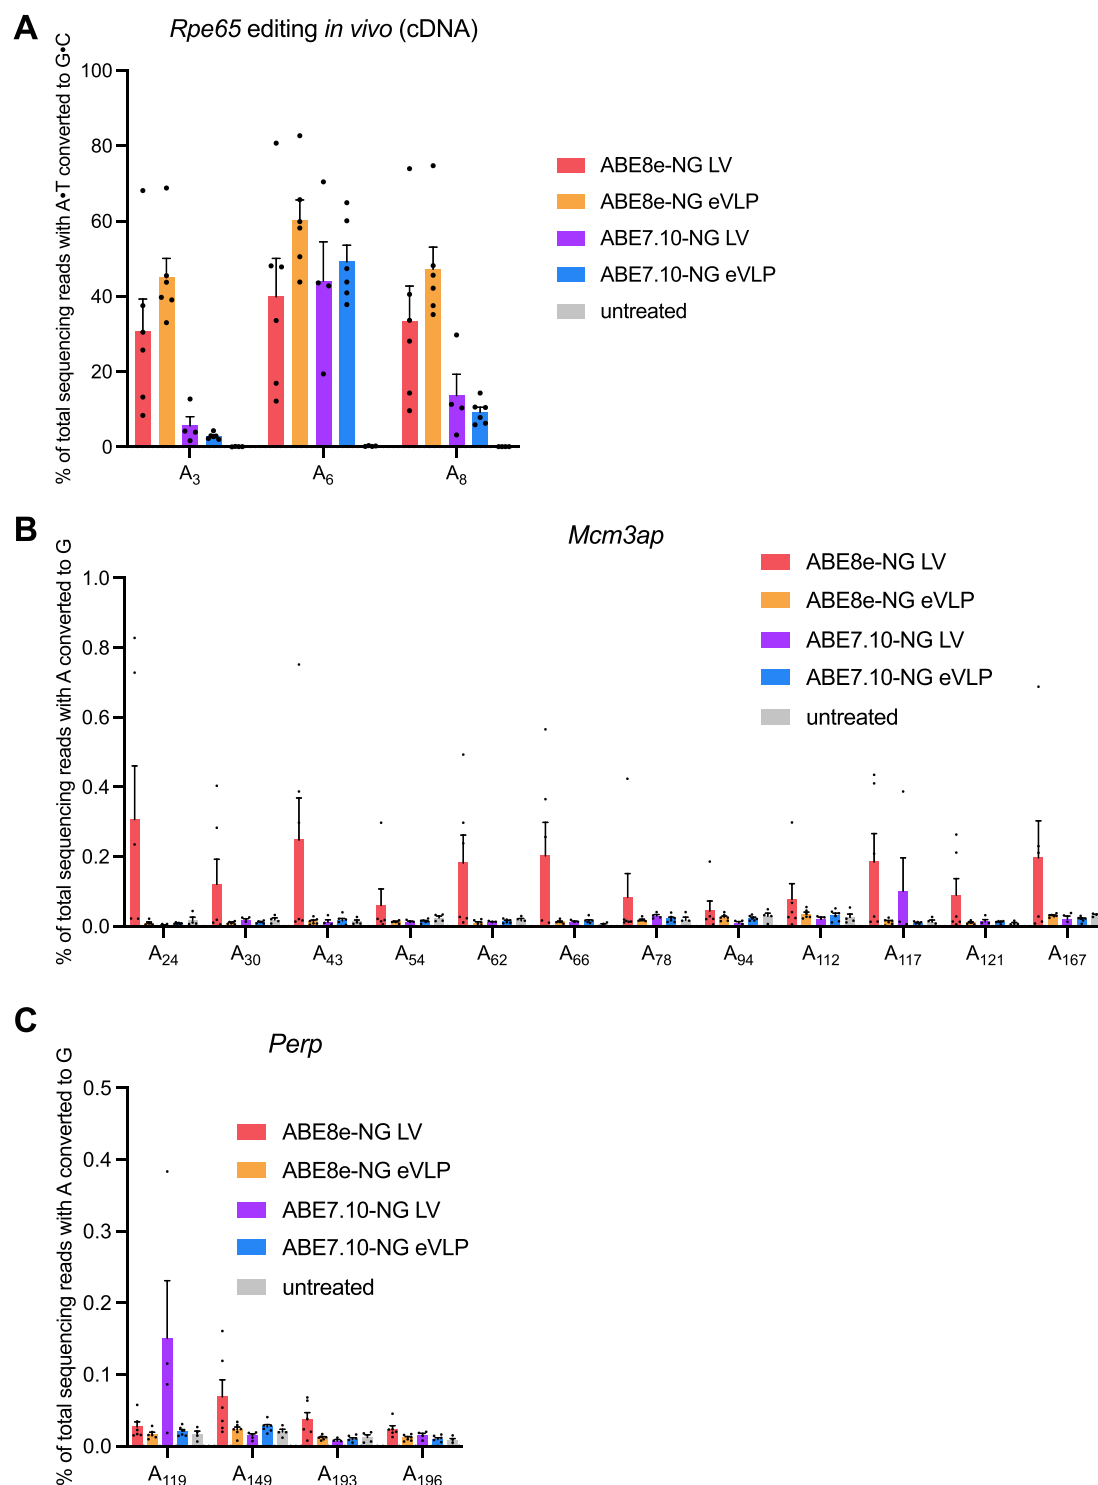 A
Rpe65 editing in vivo (cDNA)
% of total sequencing reads with A•T converted to G•C
100
80
60
40
20
0
A3
A6
A8
ABE8e-NG LV
ABE8e-NG eVLP
ABE7.10-NG LV
ABE7.10-NG eVLP
untreated
B
Mcm3ap
% of total sequencing reads with A converted to G
1.0
0.8
0.6
0.4
0.2
0.0
A24
A30
A43
A54
A62
A66
A78
A94
A112
A117
A121
A167
ABE8e-NG LV
ABE8e-NG eVLP
ABE7.10-NG LV
ABE7.10-NG eVLP
untreated
C
Perp
% of total sequencing reads with A converted to G
0.5
0.4
0.3
0.2
0.1
0.0
A119
A149
A193
A196
ABE8e-NG LV
ABE8e-NG eVLP
ABE7.10-NG LV
ABE7.10-NG eVLP
untreated